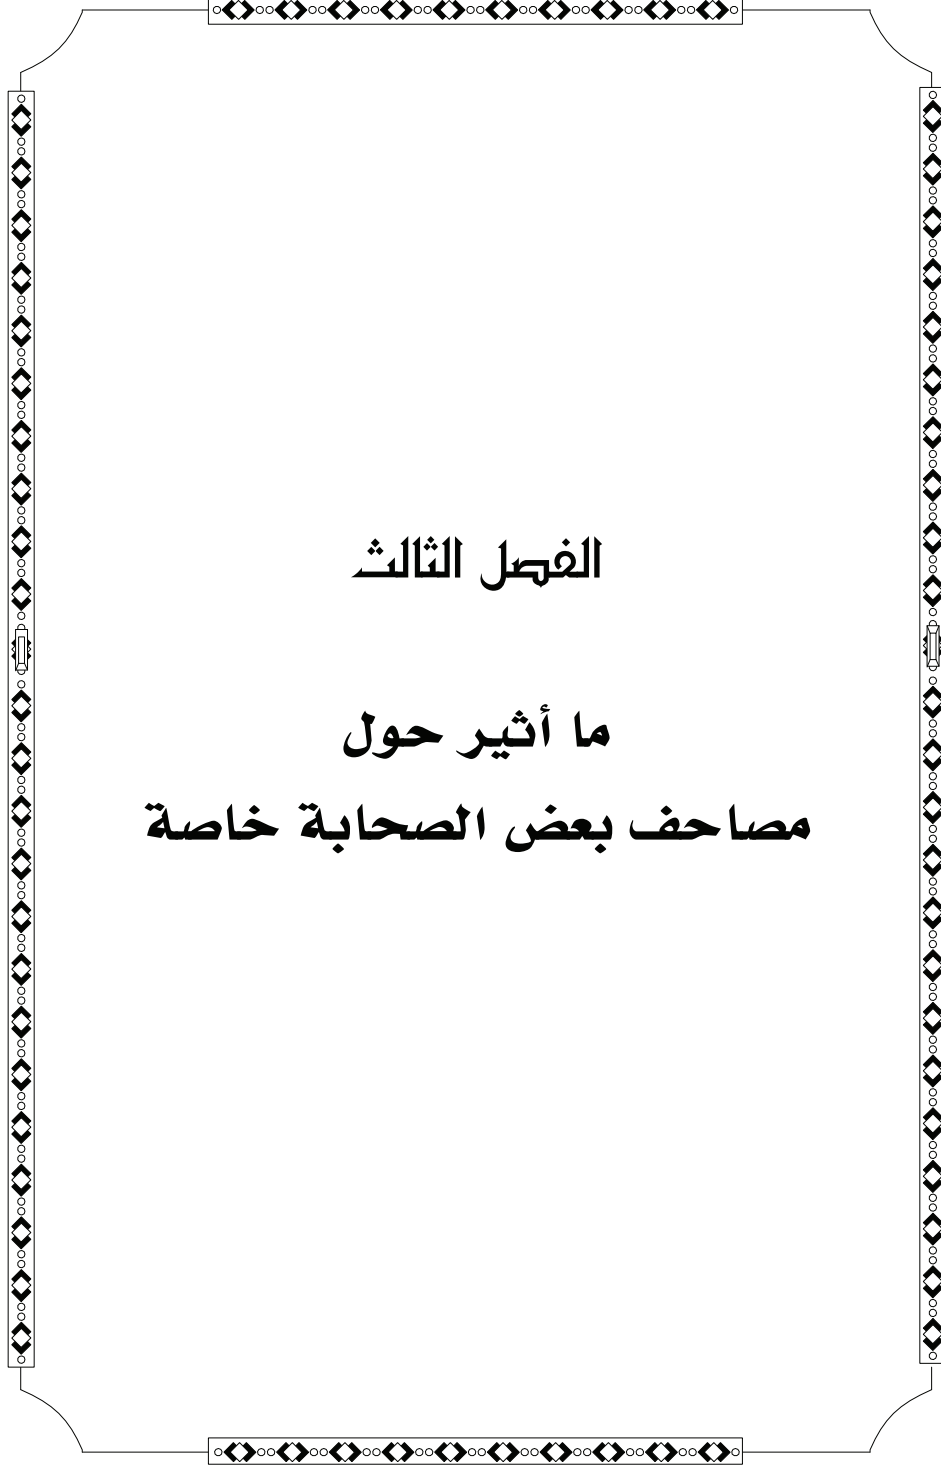 الفصل الثالث
ما أثير حول
مصاحف بعض الصحابة خاصة